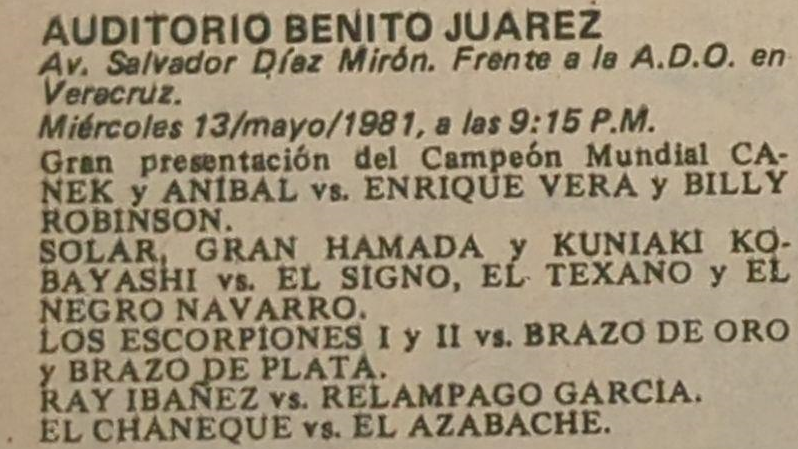 AUDITORIO BENITO JUAREZ
Av. Salvador Díaz Mirón. Frente a la A.D.O. en
Veracruz.
Miércoles 13/mayo/1981, a las 9:15 P.M.
Gran presentación del Campeón Mundial CA-
NEK y ANIBAL vs. ENRIQUE VERA y BILLY
ROBINSON.
SOLAR, GRAN HAMADA y KUNIAKI KO-
BAYASHI vs. EL SIGNO, EL TEXANO y EL
NEGRO NAVARRO.
LOS ESCORPIONES I y II vs. BRAZO DE ORO
y BRAZO DE PLATA.
RAY IBAÑEZ vs. RELAMPAGO GARCIA.
EL CHANEQUE vs. EL AZABACHE.